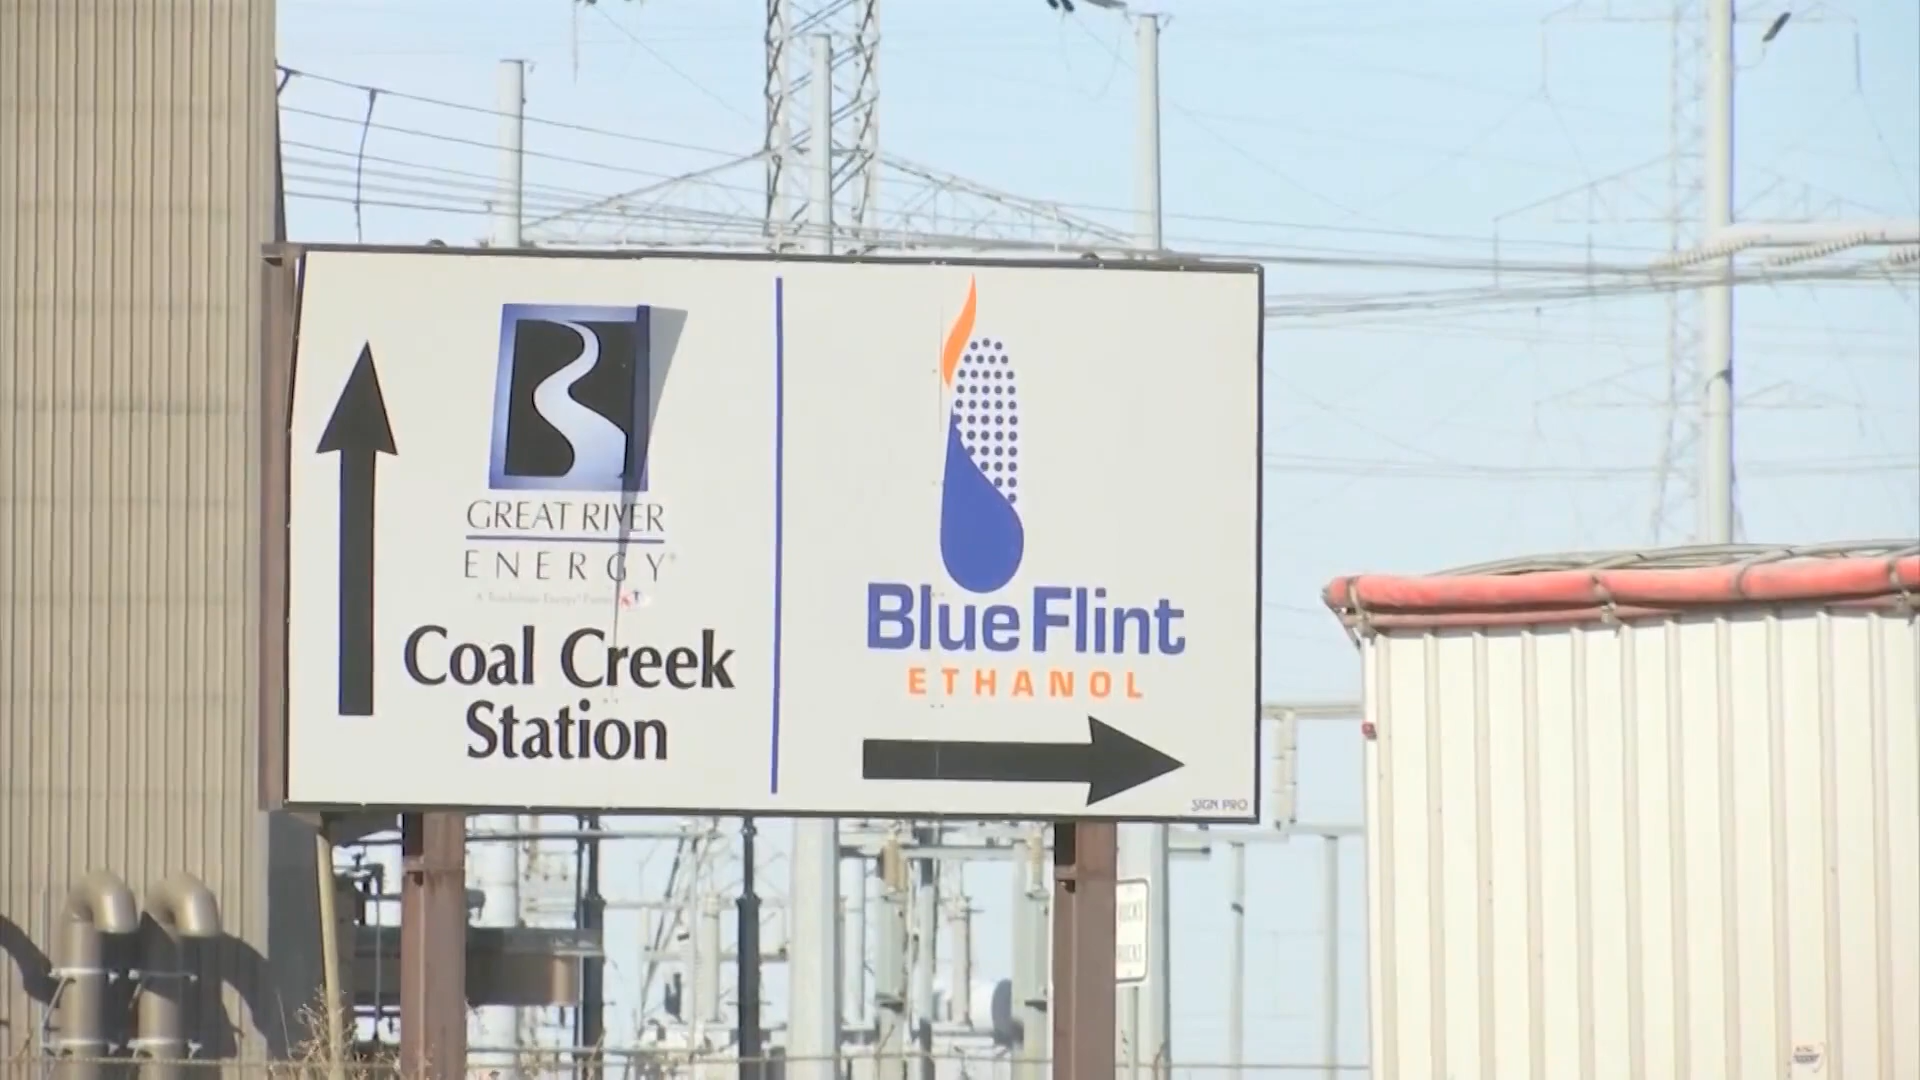 GREAT RIVER
ENERGY
Coal Creek
Station
Blue Flint
ETHANOL
SIGN PRO